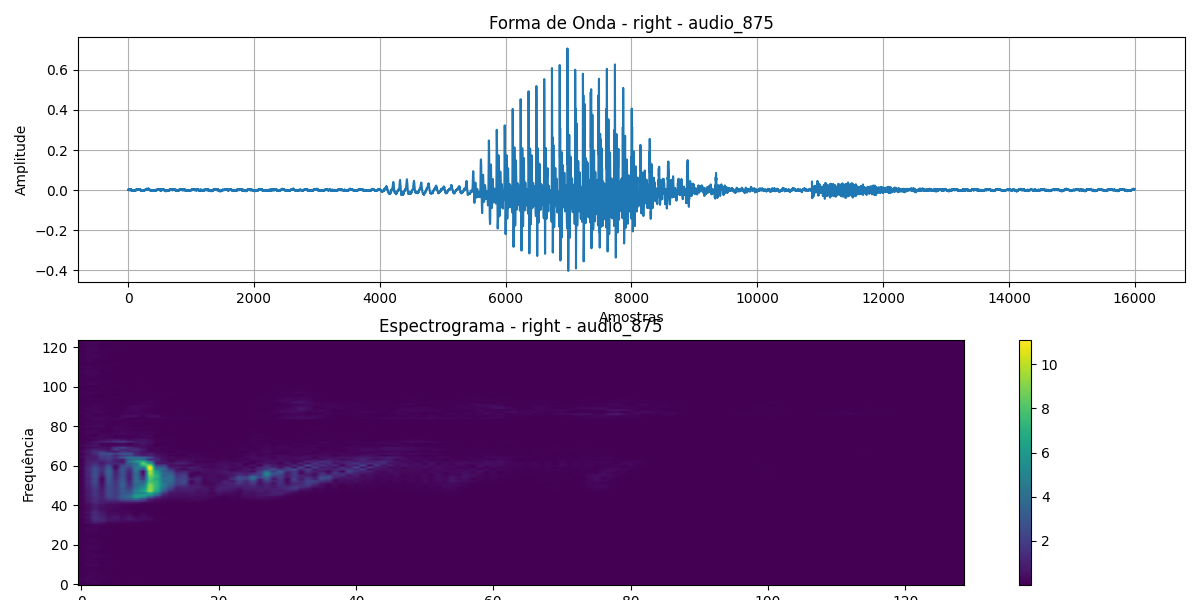 Forma de Onda - right - audio_875
0.6
0.4
0.2
0.0
−0.2
−0.4
Amplitude
0 2000 4000 6000 8000 10000 12000 14000 16000
Amostras
Espectrograma - right - audio_875
120
100
80
60
40
20
0
Frequência
10
8
6
4
2
0 20 40 60 80 100 120